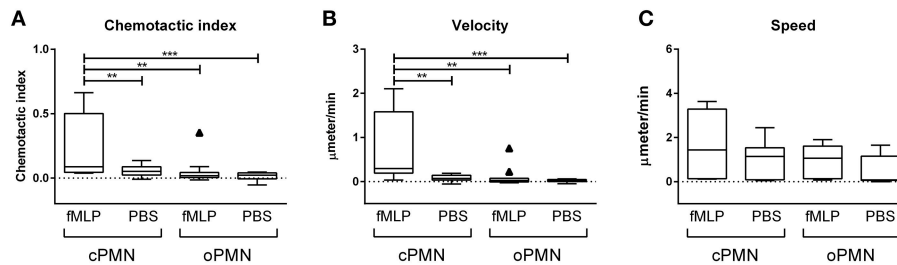 A
Chemotactic index
Chemotactic index
1.0
0.5
0.0
***
**
**
fMLP PBS fMLP PBS
cPMN oPMN
B
Velocity
μmeter/min
3
2
1
0
***
**
**
fMLP PBS fMLP PBS
cPMN oPMN
C
Speed
μmeter/min
6
4
2
0
fMLP PBS fMLP PBS
cPMN oPMN